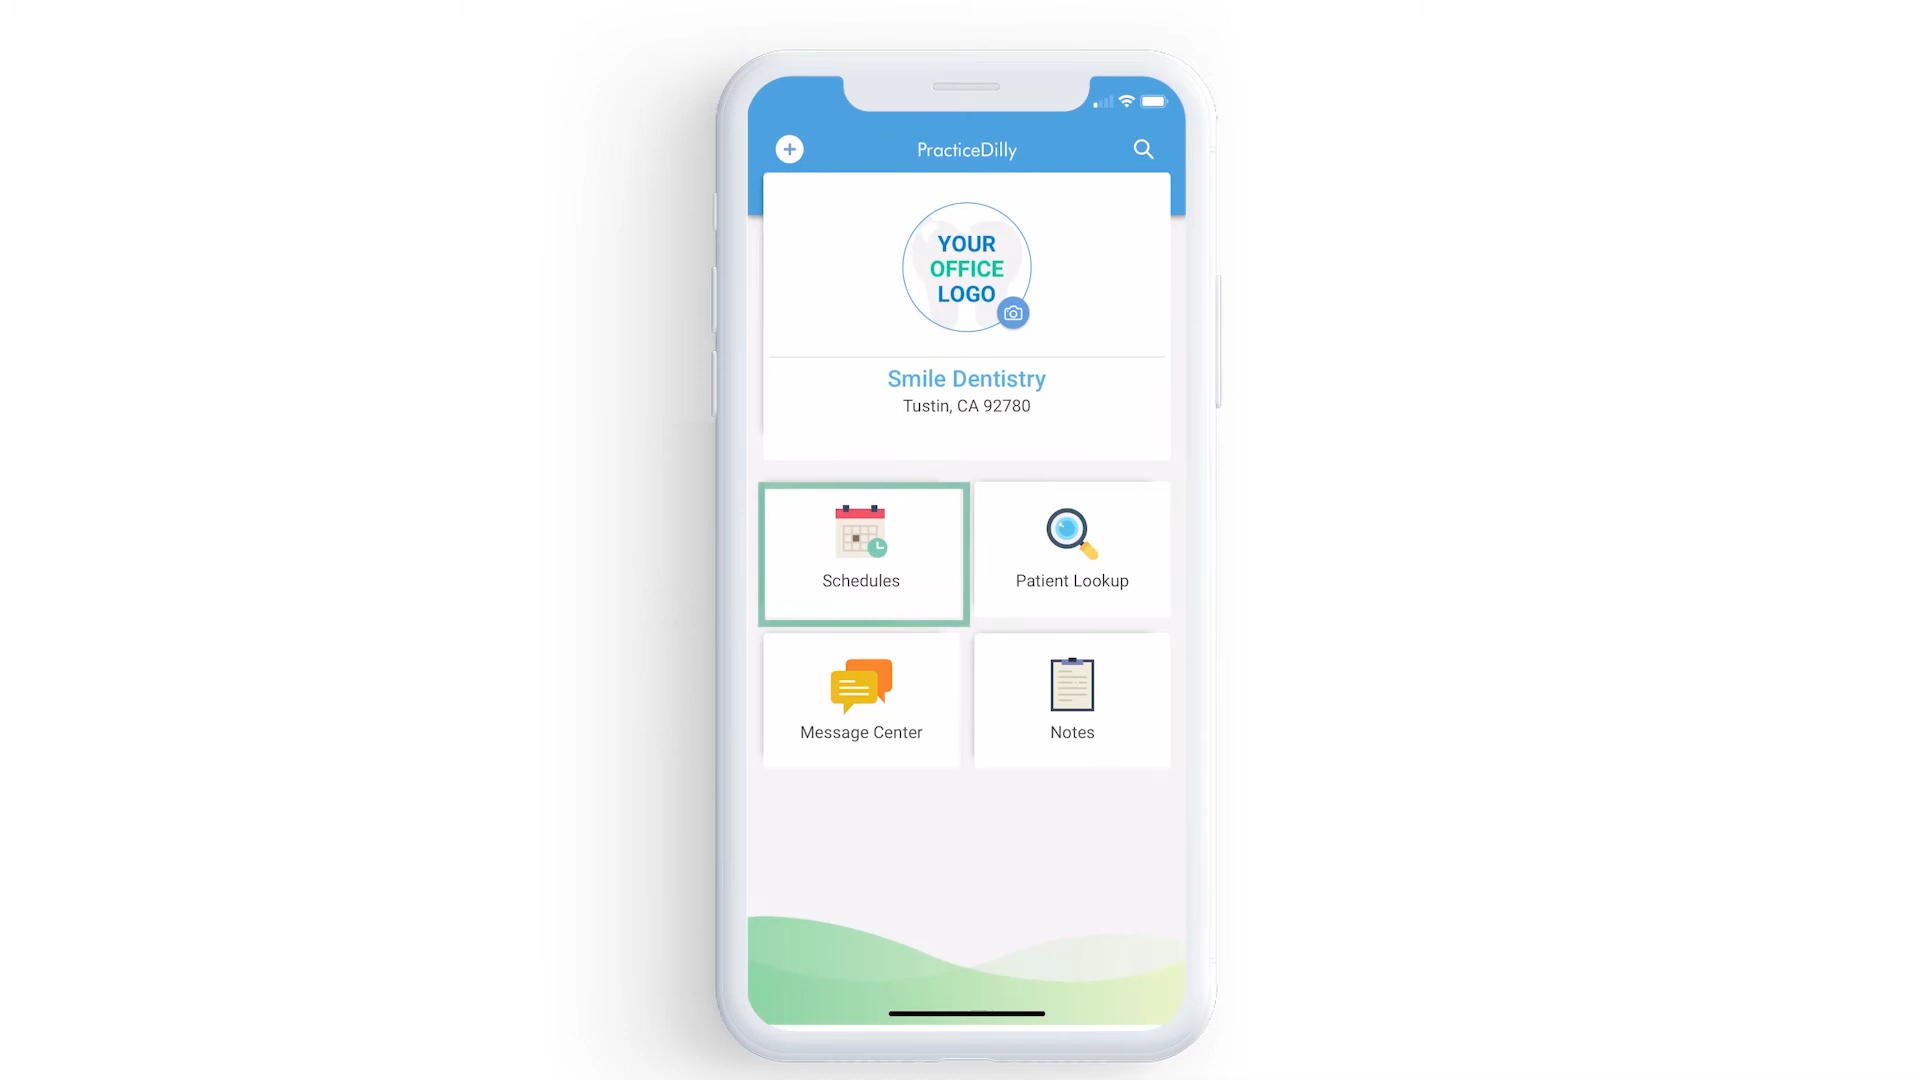 PracticeDilly
YOUR
OFFICE
LOGO
Smile Dentistry
Tustin, CA 92780
Schedules
Patient Lookup
Message Center
Notes